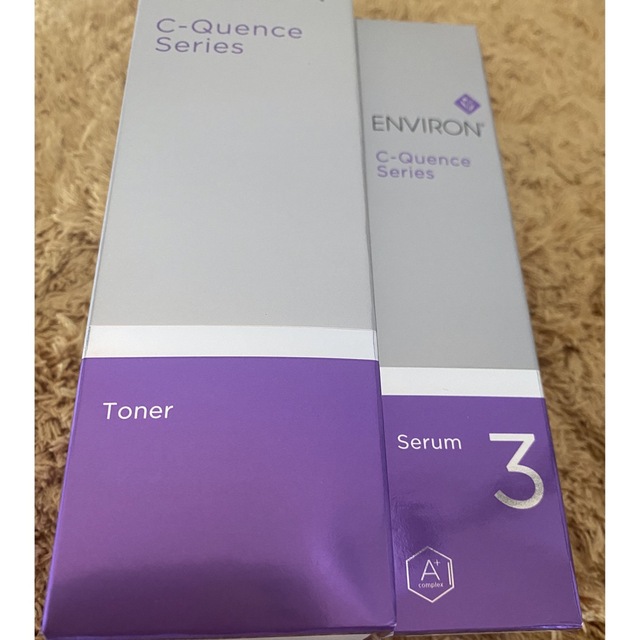 C-Quence
Series
Toner
ENVIRON®
C-Quence
Series
Serum 3
A+
complex